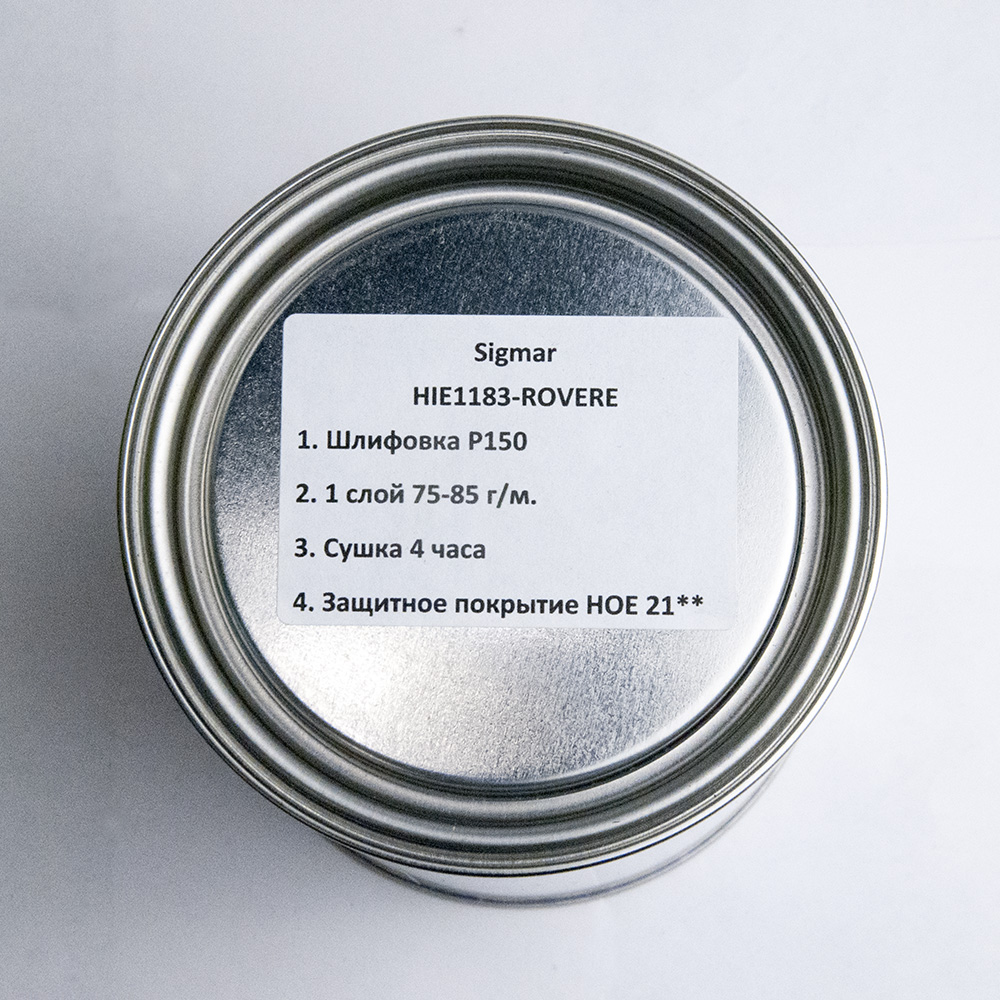 Sigmar
HIE1183-ROVERE
1. Шлифовка P150
2. 1 слой 75-85 г/м.
3. Сушка 4 часа
4. Защитное покрытие HOE 21**